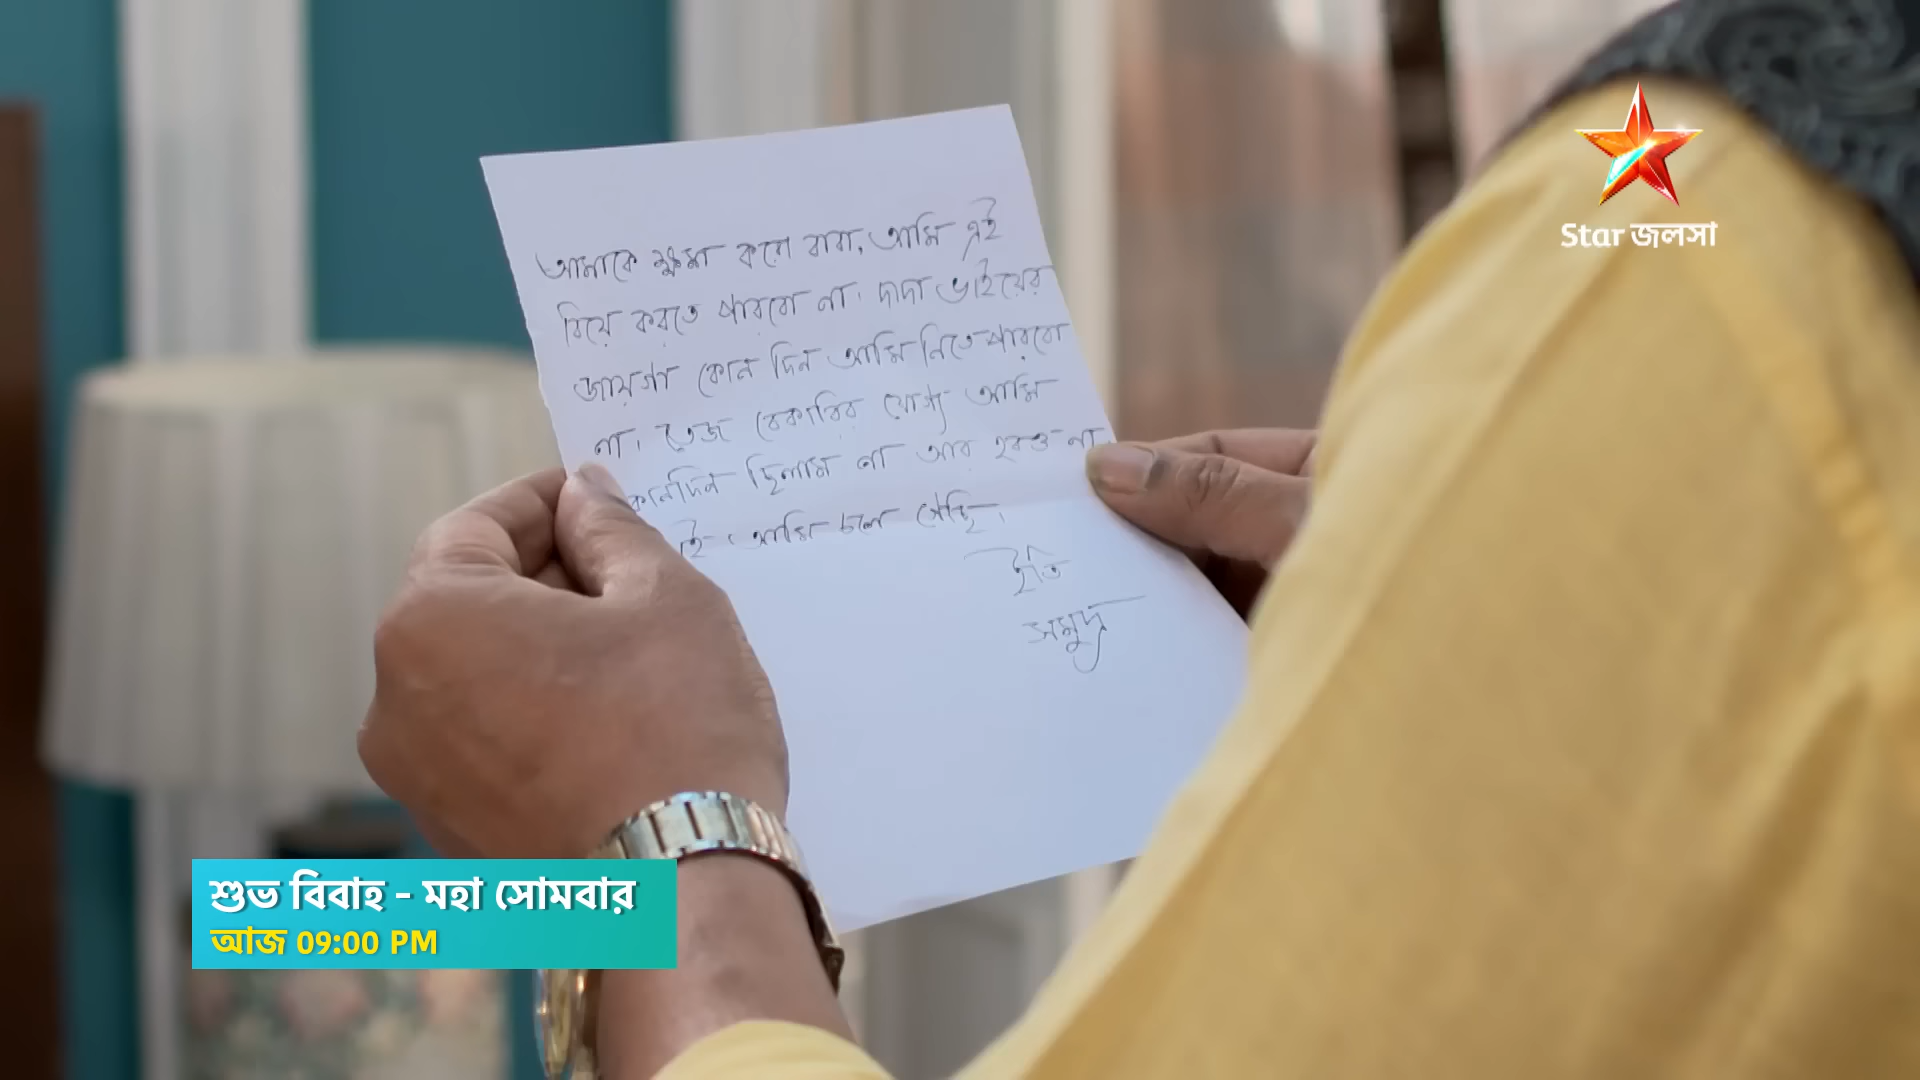 আমাকে ক্ষমা করো বাবা, আমি এই
বিয়ে করতে পারবো না। দাদা ভাইয়ের
জায়গা কোন দিন আমি নিতে পারবো
না। তেজ বেকারির যোগ্য আমি
কোনদিন ছিলাম না আর হবও না
আমি চলে গেছি।
ইতি
সমুদ্র
Star জলসা
শুভ বিবাহ - মহা সোমবার
আজ 09:00 PM